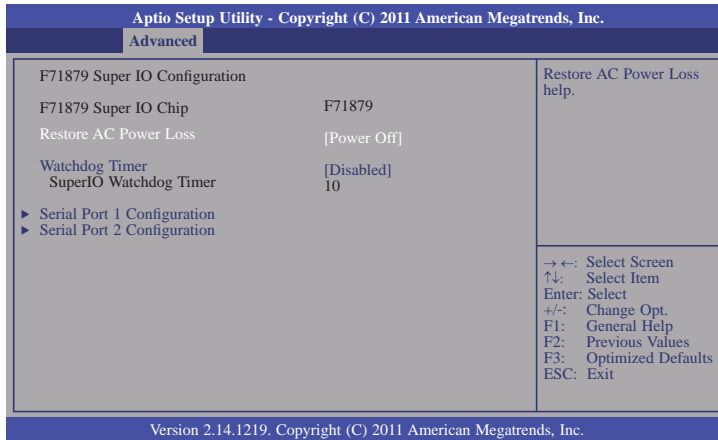 Aptio Setup Utility - Copyright (C) 2011 American Megatrends, Inc.
Advanced
F71879 Super IO Configuration
F71879 Super IO Chip F71879
Restore AC Power Loss [Power Off]
Watchdog Timer [Disabled]
SuperIO Watchdog Timer 10
▶ Serial Port 1 Configuration
▶ Serial Port 2 Configuration
Restore AC Power Loss
help.
→←: Select Screen
↑↓: Select Item
Enter: Select
+/-: Change Opt.
F1: General Help
F2: Previous Values
F3: Optimized Defaults
ESC: Exit
Version 2.14.1219. Copyright (C) 2011 American Megatrends, Inc.